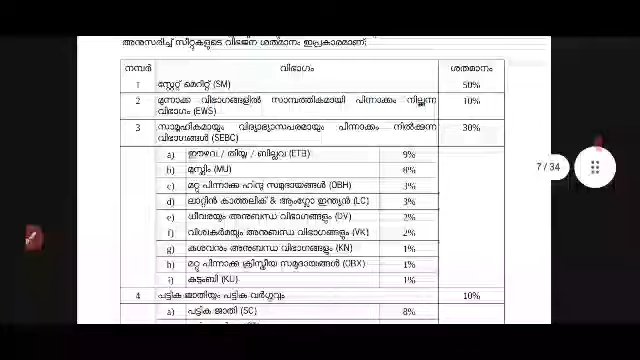 അനുസരിച്ച് സീറ്റുകളുടെ വിഭജന ശതമാനം ഇപ്രകാരമാണ്;
നമ്പർ വിഭാഗം ശതമാനം
1 സ്റ്റേറ്റ് മെറിറ്റ് (SM) 50%
2 മുന്നാക്ക വിഭാഗങ്ങളിൽ സാമ്പത്തികമായി പിന്നാക്കം നില്ക്കുന്ന 10%
വിഭാഗം (EWS)
3 സാമൂഹികമായും വിദ്യാഭ്യാസപരമായും പിന്നാക്കം നിൽക്കുന്ന 30%
വിഭാഗങ്ങൾ (SEBC)
a) ഈഴവ / തിയ്യ / ബില്ലവ (ETB) 9%
b) മുസ്ലിം (MU) 8%
c) മറ്റു പിന്നാക്ക ഹിന്ദു സമുദായങ്ങൾ (OBH) 3%
d) ലാറ്റിൻ കാത്തലിക് & ആംഗ്ലോ ഇന്ത്യൻ (LC) 3%
e) ധീവരയും അനുബന്ധ വിഭാഗങ്ങളും (DV) 2%
f) വിശ്വകർമയും അനുബന്ധ വിഭാഗങ്ങളും (VK) 2%
g) കുശവനും അനുബന്ധ വിഭാഗങ്ങളും (KN) 1%
h) മറ്റു പിന്നാക്ക ക്രിസ്തീയ സമുദായങ്ങൾ (OBX) 1%
i) കുടുംബി (KU) 1%
4 പട്ടിക ജാതിയും പട്ടിക വർഗ്ഗവും 10%
a) പട്ടിക ജാതി (SC) 8%
7 / 34